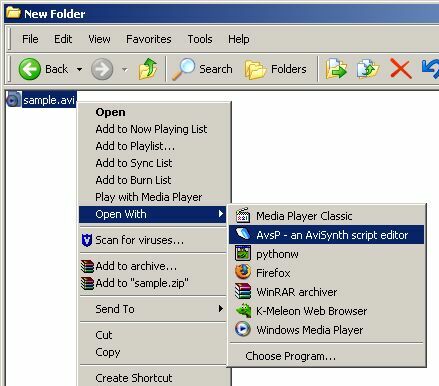 New Folder
File Edit View Favorites Tools Help
Back Search Folders
sample.avi
Open
Add to Now Playing List
Add to Playlist...
Add to Sync List
Add to Burn List
Play with Media Player
Open With
Scan for viruses...
Add to archive...
Add to "sample.zip"
Send To
Cut
Copy
Create Shortcut
Media Player Classic
AvsP - an AviSynth script editor
pythonw
Firefox
WinRAR archiver
K-Meleon Web Browser
Windows Media Player
Choose Program...